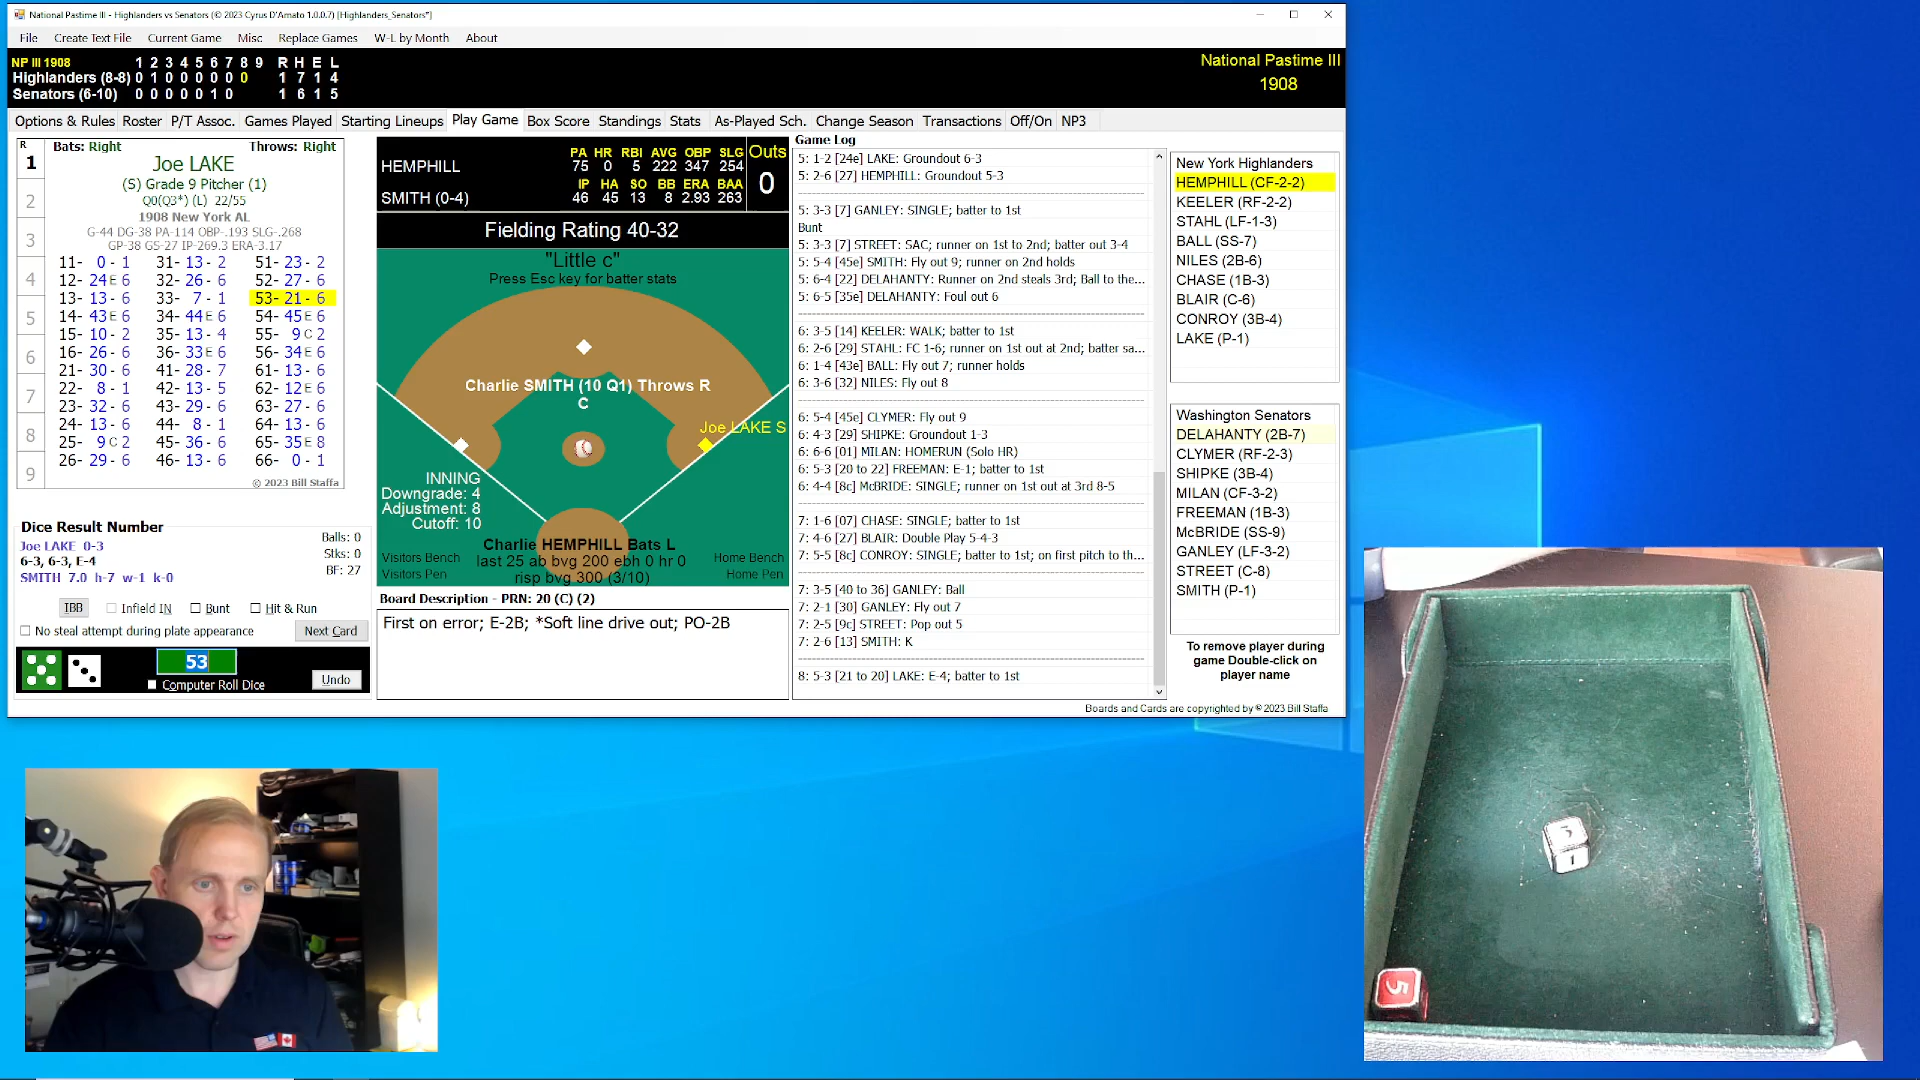 National Pastime III - Highlanders vs Senators (© 2023 Cyrus D'Amato 1.0.0.7) [Highlanders_Senators*]
File Create Text File Current Game Misc Replace Games W-L by Month About
NP III 1908 1 2 3 4 5 6 7 8 9 R H E L
Highlanders (8-8) 0 1 0 0 0 0 0 0 1 7 1 4
Senators (6-10) 0 0 0 0 0 1 0 1 6 1 5
National Pastime III
1908
Options & Rules Roster P/T Assoc. Games Played Starting Lineups Play Game Box Score Standings Stats As-Played Sch. Change Season Transactions Off/On NP3
R
1
2
3
4
5
6
7
8
9
Bats: Right Throws: Right
Joe LAKE
(S) Grade 9 Pitcher (1)
Q0(Q3*) (L) 22/55
1908 New York AL
G-44 DG-38 PA-114 OBP-.193 SLG-.268
GP-38 GS-27 IP-269.3 ERA-3.17
11- 0 - 1 31- 13 - 2 51- 23 - 2
12- 24 E 6 32- 26 - 6 52- 27 - 6
13- 13 - 6 33- 7 - 1 53- 21 - 6
14- 43 E 6 34- 44 E 6 54- 45 E 6
15- 10 - 2 35- 13 - 4 55- 9 C 2
16- 26 - 6 36- 33 E 6 56- 34 E 6
21- 30 - 6 41- 28 - 7 61- 13 - 6
22- 8 - 1 42- 13 - 5 62- 12 E 6
23- 32 - 6 43- 29 - 6 63- 27 - 6
24- 13 - 6 44- 8 - 1 64- 13 - 6
25- 9 C 2 45- 36 - 6 65- 35 E 8
26- 29 - 6 46- 13 - 6 66- 0 - 1
© 2023 Bill Staffa
Dice Result Number
Joe LAKE 0-3
6-3, 6-3, E-4
SMITH 7.0 h-7 w-1 k-0
Balls: 0
Stks: 0
BF: 27
IBB Infield IN Bunt Hit & Run
No steal attempt during plate appearance Next Card
53
Computer Roll Dice Undo
PA HR RBI AVG OBP SLG
HEMPHILL 75 0 5 222 347 254
IP HA SO BB ERA BAA
SMITH (0-4) 46 45 13 8 2.93 263
Outs
0
Fielding Rating 40-32
"Little c"
Press Esc key for batter stats
Charlie SMITH (10 Q1) Throws R
C
Joe LAKE S
INNING
Downgrade: 4
Adjustment: 8
Cutoff: 10
Charlie HEMPHILL Bats L
last 25 ab bvg 200 ebh 0 hr 0
risp bvg 300 (3/10)
Visitors Bench
Visitors Pen
Home Bench
Home Pen
Board Description - PRN: 20 (C) (2)
First on error; E-2B; *Soft line drive out; PO-2B
Game Log
5: 1-2 [24e] LAKE: Groundout 6-3
5: 2-6 [27] HEMPHILL: Groundout 5-3
5: 3-3 [7] GANLEY: SINGLE; batter to 1st
Bunt
5: 3-3 [7] STREET: SAC; runner on 1st to 2nd; batter out 3-4
5: 5-4 [45e] SMITH: Fly out 9; runner on 2nd holds
5: 6-4 [22] DELAHANTY: Runner on 2nd steals 3rd; Ball to the...
5: 6-5 [35e] DELAHANTY: Foul out 6
6: 3-5 [14] KEELER: WALK; batter to 1st
6: 2-6 [29] STAHL: FC 1-6; runner on 1st out at 2nd; batter sa...
6: 1-4 [43e] BALL: Fly out 7; runner holds
6: 3-6 [32] NILES: Fly out 8
6: 5-4 [45e] CLYMER: Fly out 9
6: 4-3 [29] SHIPKE: Groundout 1-3
6: 6-6 [01] MILAN: HOMERUN (Solo HR)
6: 5-3 [20 to 22] FREEMAN: E-1; batter to 1st
6: 4-4 [8c] McBRIDE: SINGLE; runner on 1st out at 3rd 8-5
7: 1-6 [07] CHASE: SINGLE; batter to 1st
7: 4-6 [27] BLAIR: Double Play 5-4-3
7: 5-5 [8c] CONROY: SINGLE; batter to 1st; on first pitch to th...
7: 3-5 [40 to 36] GANLEY: Ball
7: 2-1 [30] GANLEY: Fly out 7
7: 2-5 [9c] STREET: Pop out 5
7: 2-6 [13] SMITH: K
8: 5-3 [21 to 20] LAKE: E-4; batter to 1st
New York Highlanders
HEMPHILL (CF-2-2)
KEELER (RF-2-2)
STAHL (LF-1-3)
BALL (SS-7)
NILES (2B-6)
CHASE (1B-3)
BLAIR (C-6)
CONROY (3B-4)
LAKE (P-1)
Washington Senators
DELAHANTY (2B-7)
CLYMER (RF-2-3)
SHIPKE (3B-4)
MILAN (CF-3-2)
FREEMAN (1B-3)
McBRIDE (SS-9)
GANLEY (LF-3-2)
STREET (C-8)
SMITH (P-1)
To remove player during
game Double-click on
player name
Boards and Cards are copyrighted by © 2023 Bill Staffa
3
1
5